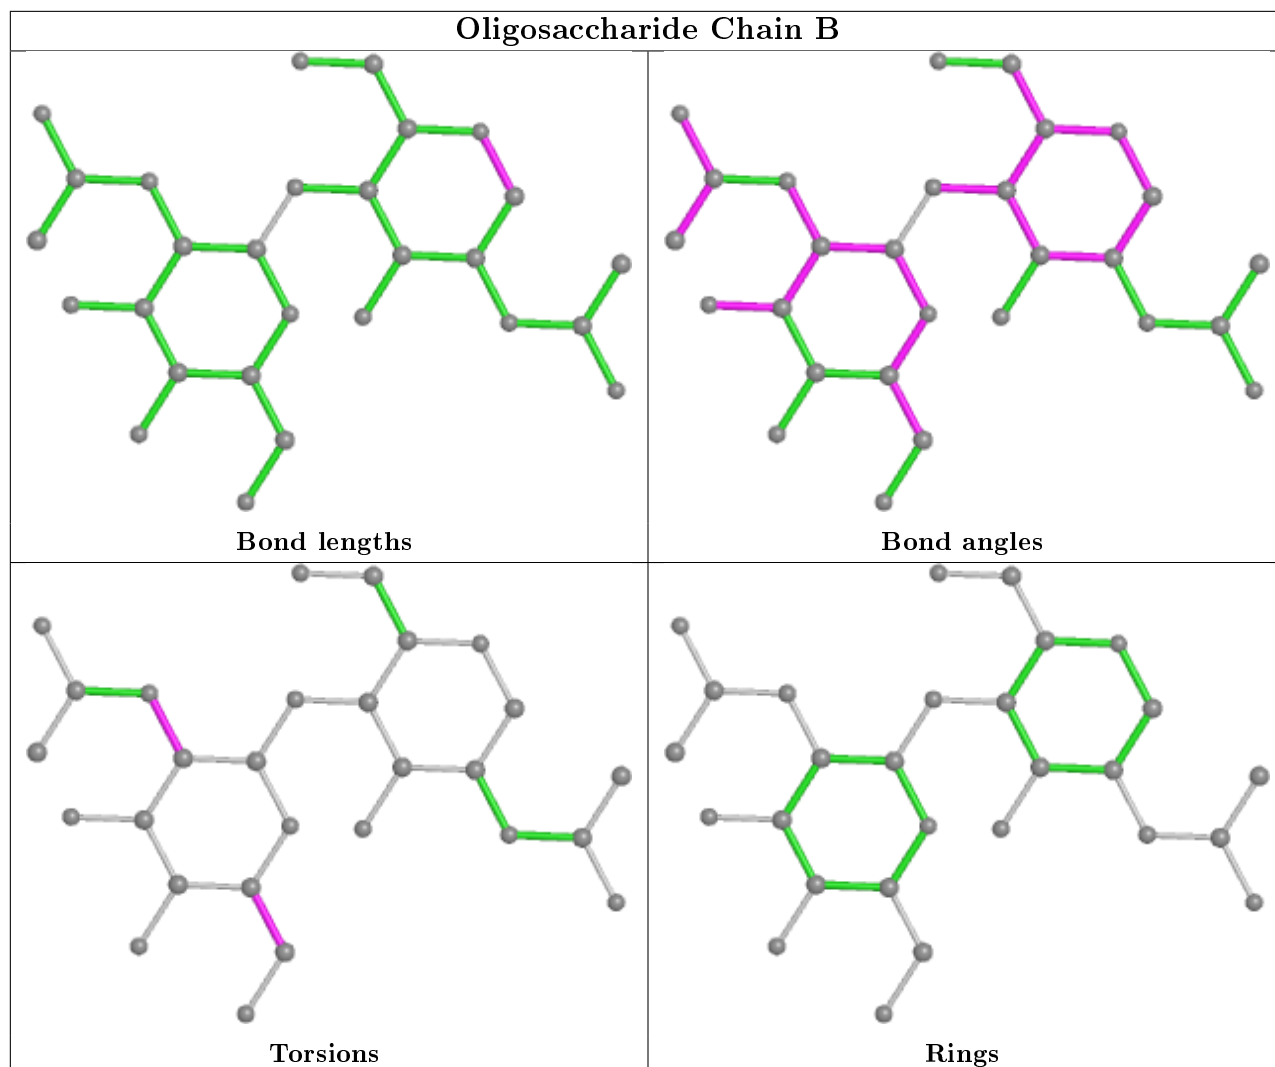 Oligosaccharide Chain B
Bond lengths
Bond angles
Torsions
Rings